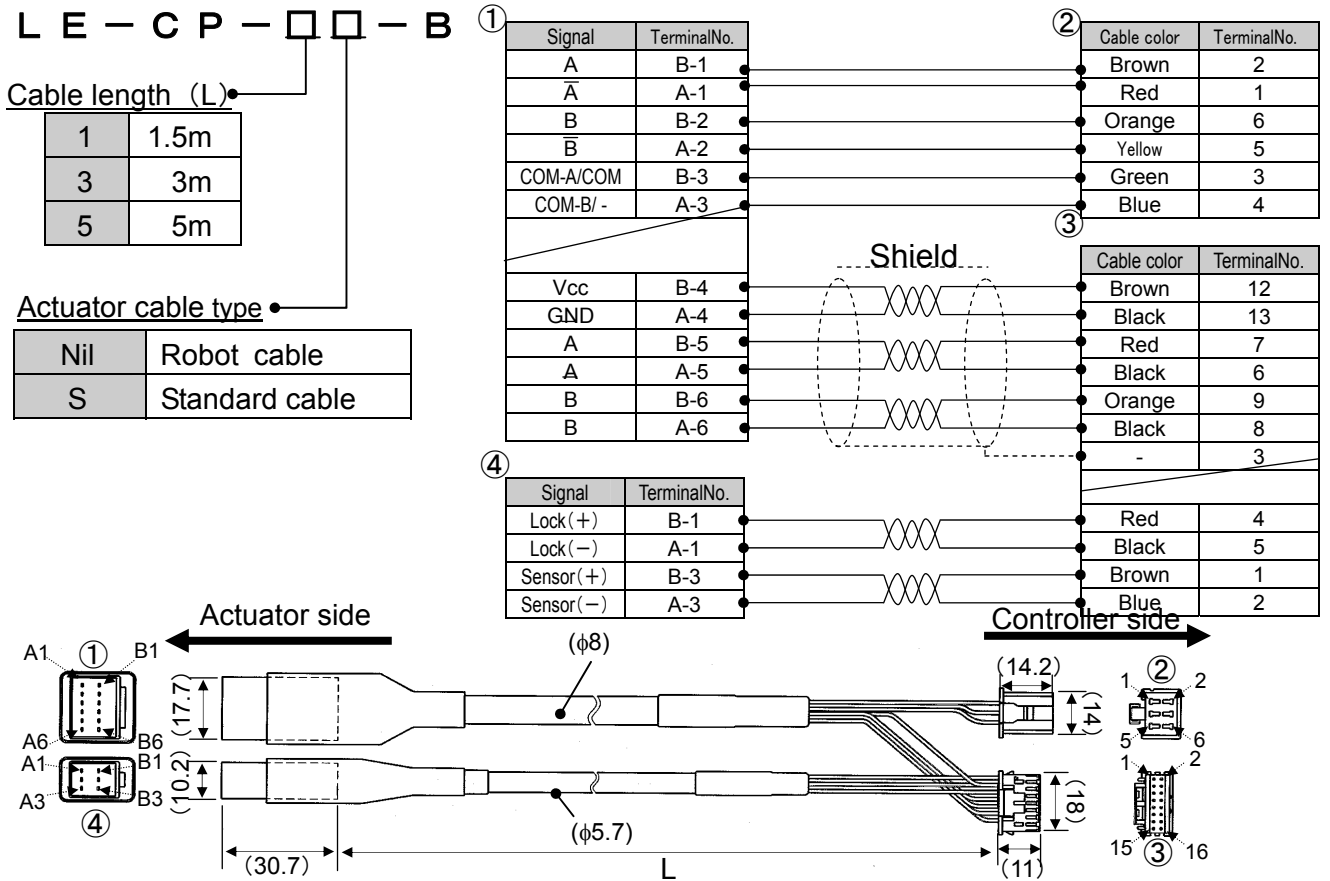 LE-CP-□□-B
Cable length (L)
1 1.5m
3 3m
5 5m
Actuator cable type
Nil Robot cable
S Standard cable
①
Signal TerminalNo.
A B-1
A̅ A-1
B B-2
B̅ A-2
COM-A/COM B-3
COM-B/ - A-3
Vcc B-4
GND A-4
A B-5
A A-5
B B-6
B A-6
Shield
②
Cable color TerminalNo.
Brown 2
Red 1
Orange 6
Yellow 5
Green 3
Blue 4
③
Cable color TerminalNo.
Brown 12
Black 13
Red 7
Black 6
Orange 9
Black 8
- 3
Red 4
Black 5
Brown 1
Blue 2
④
Signal TerminalNo.
Lock(+) B-1
Lock(−) A-1
Sensor(+) B-3
Sensor(−) A-3
Actuator side
Controller side
A1 ① B1
A6 B6
A1 B1
A3 B3
④
(17.7)
(10.2)
(30.7)
(ϕ8)
(ϕ5.7)
L
(14.2)
(14)
(18)
(11)
②
1 2
5 6
1 2
15 ③ 16